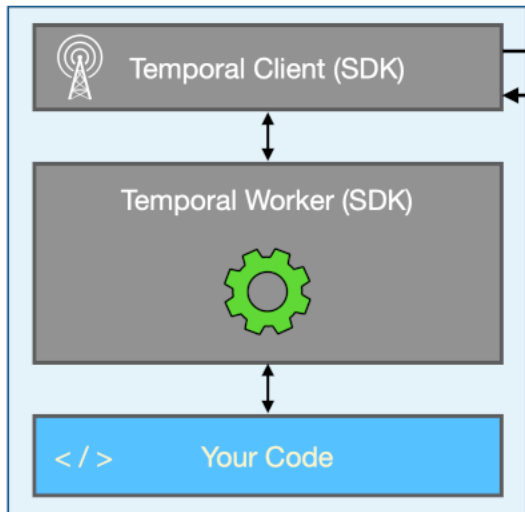 Temporal Client (SDK)
Temporal Worker (SDK)
</> Your Code